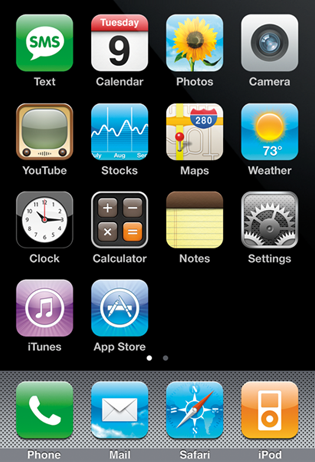 SMS
Tuesday
9
Text
Calendar
Photos
Camera
280
July Aug Sep
73°
YouTube
Stocks
Maps
Weather
Clock
Calculator
Notes
Settings
iTunes
App Store
Phone
Mail
Safari
iPod